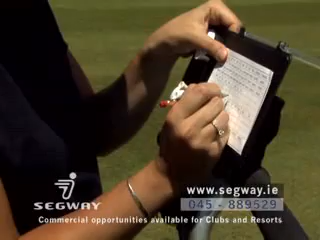 www.segway.ie
SEGWAY
045 - 889529
Commercial opportunities available for Clubs and Resorts